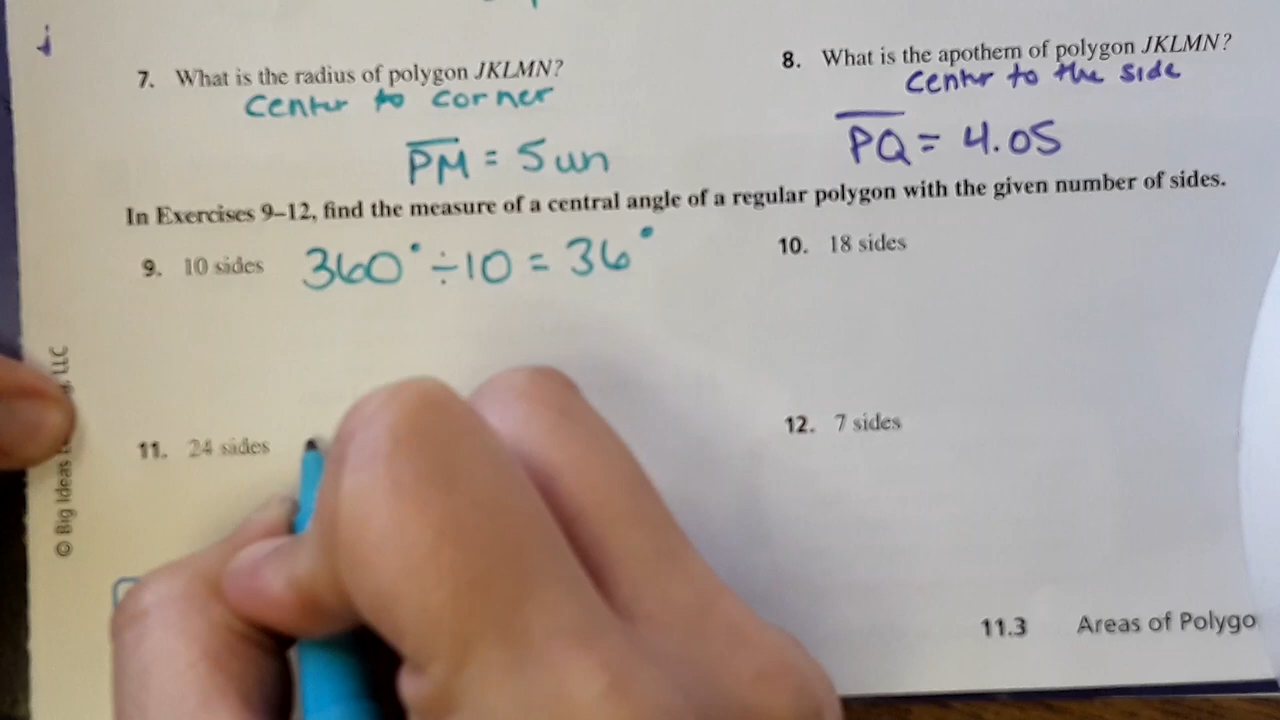 7. What is the radius of polygon JKLMN?
Center to corner
PM = 5 un
8. What is the apothem of polygon JKLMN?
Center to the side
PQ = 4.05
In Exercises 9–12, find the measure of a central angle of a regular polygon with the given number of sides.
9. 10 sides 360° ÷ 10 = 36°
10. 18 sides
11. 24 sides
12. 7 sides
© Big Ideas LLC
11.3 Areas of Polygo